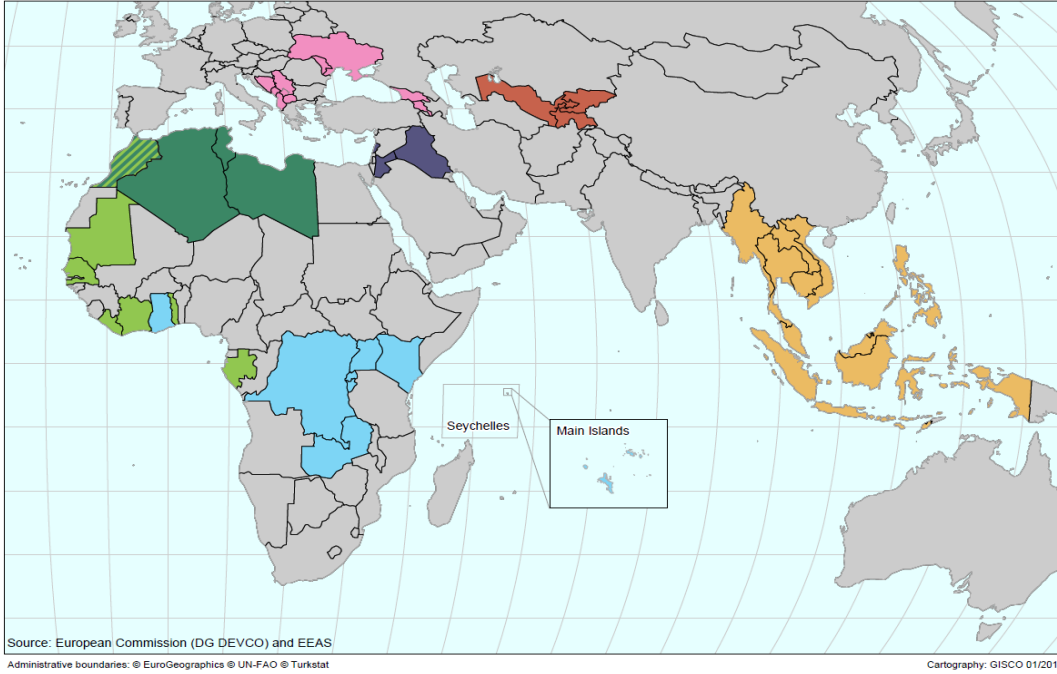 Seychelles
Main Islands
Source: European Commission (DG DEVCO) and EEAS
Administrative boundaries: © EuroGeographics © UN-FAO © Turkstat
Cartography: GISCO 01/201